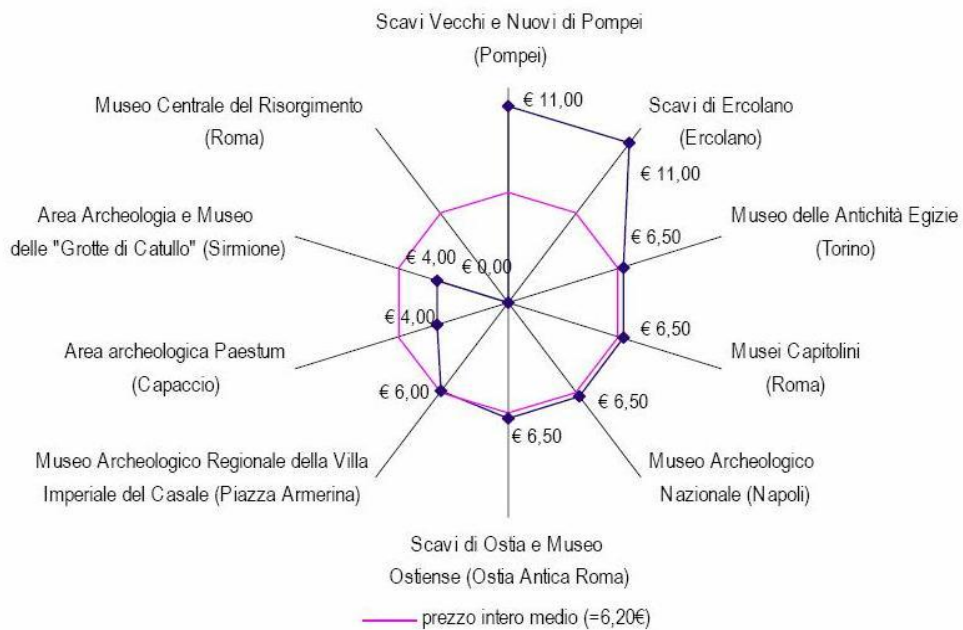 Scavi Vecchi e Nuovi di Pompei
(Pompei)
€ 11,00
Museo Centrale del Risorgimento
(Roma)
Scavi di Ercolano
(Ercolano)
€ 11,00
Area Archeologia e Museo
delle "Grotte di Catullo" (Sirmione)
Museo delle Antichità Egizie
(Torino)
€ 6,50
€ 4,00
€ 0,00
€ 4,00
€ 6,50
Area archeologica Paestum
(Capaccio)
Musei Capitolini
(Roma)
€ 6,00
€ 6,50
€ 6,50
Museo Archeologico Regionale della Villa
Imperiale del Casale (Piazza Armerina)
Museo Archeologico
Nazionale (Napoli)
Scavi di Ostia e Museo
Ostiense (Ostia Antica Roma)
prezzo intero medio (=6,20€)